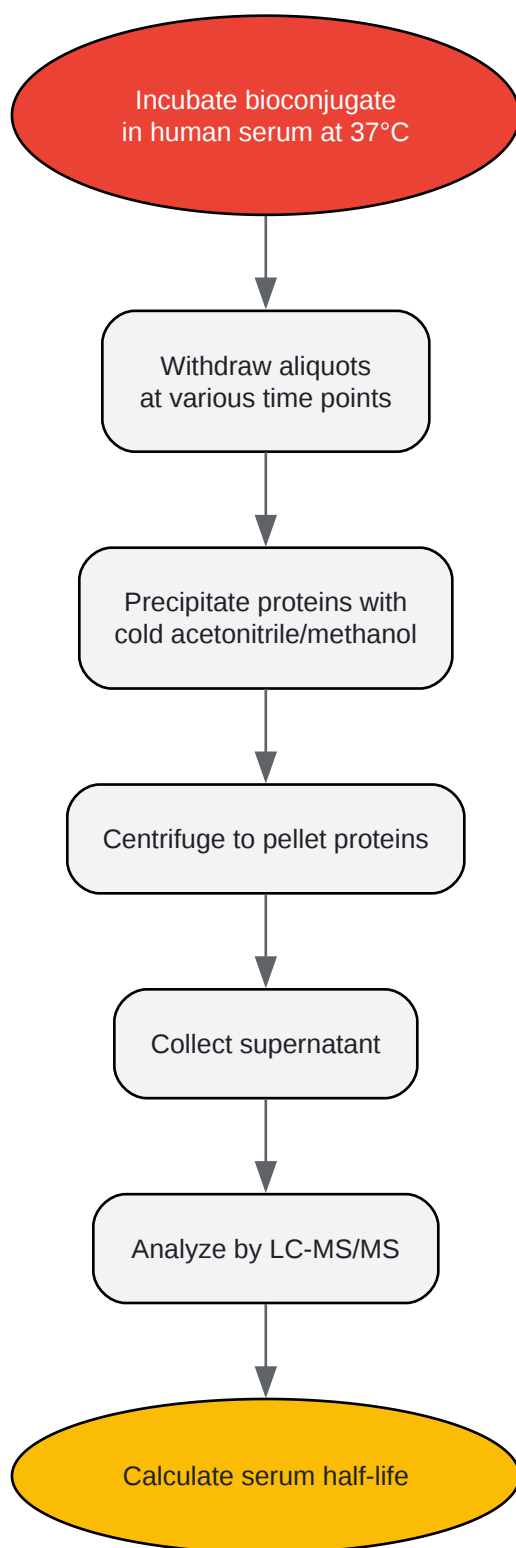 Incubate bioconjugate
in human serum at 37°C
Withdraw aliquots
at various time points
Precipitate proteins with
cold acetonitrile/methanol
Centrifuge to pellet proteins
Collect supernatant
Analyze by LC-MS/MS
Calculate serum half-life